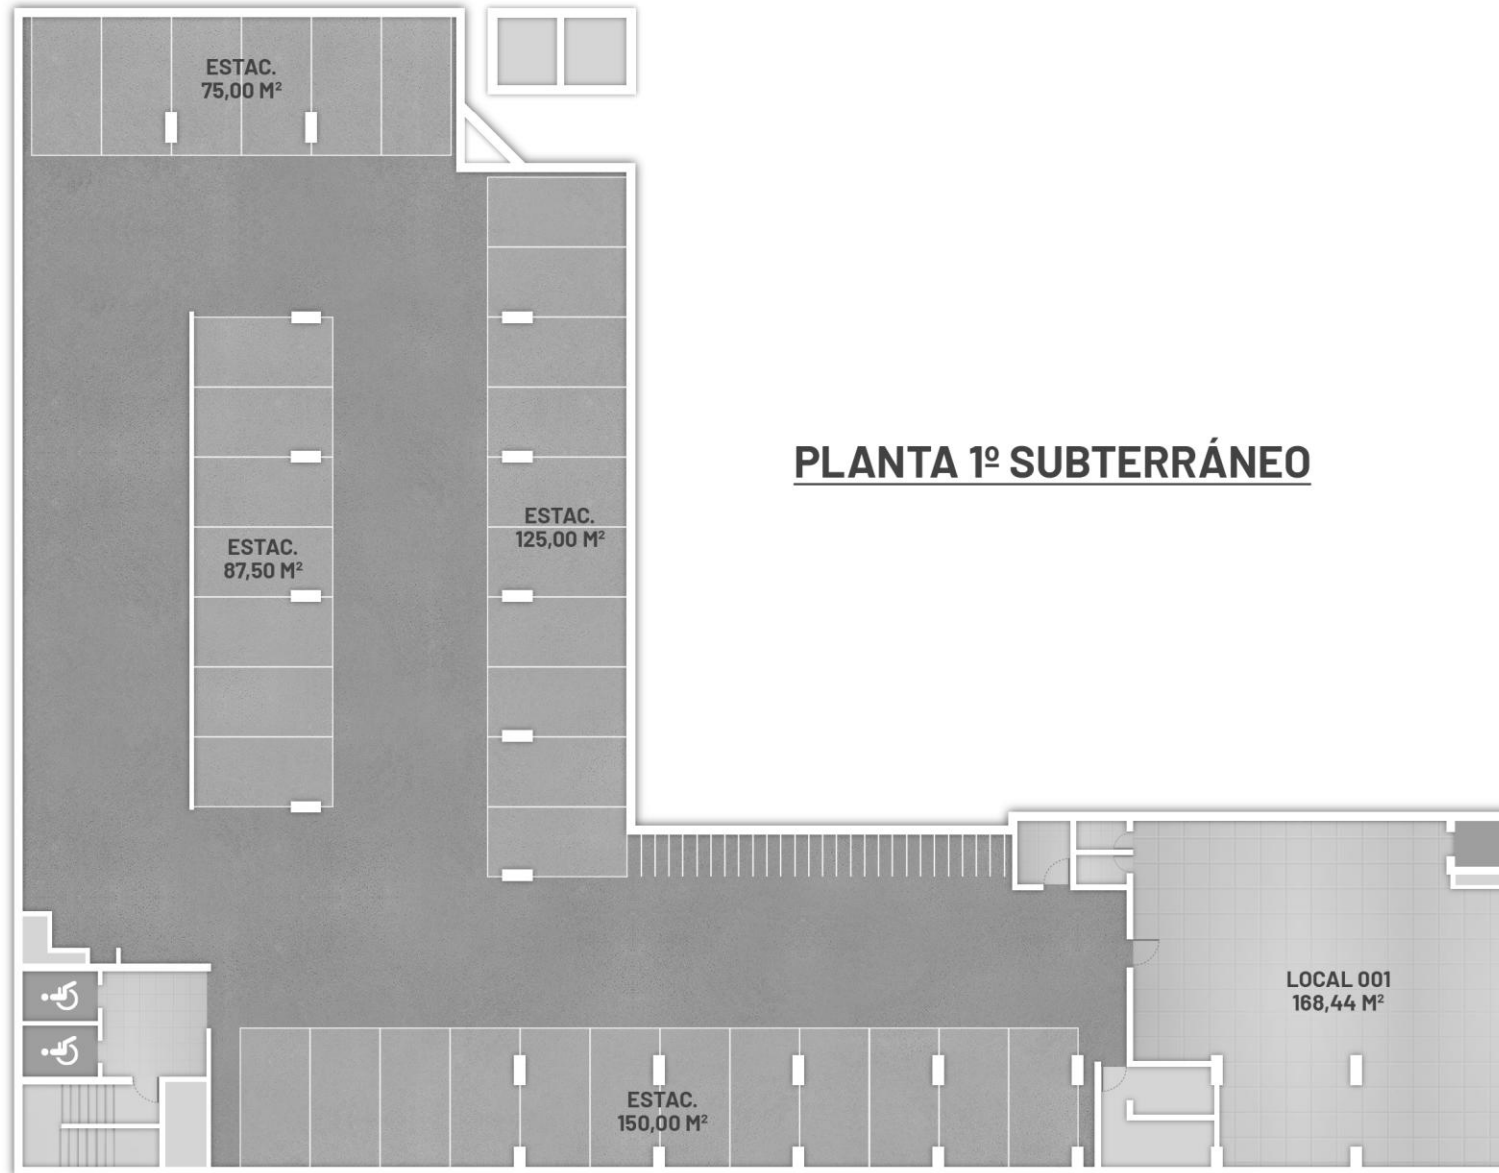 ESTAC.
75,00 M²
PLANTA 1º SUBTERRÁNEO
ESTAC.
125,00 M²
ESTAC.
87,50 M²
LOCAL 001
168,44 M²
ESTAC.
150,00 M²